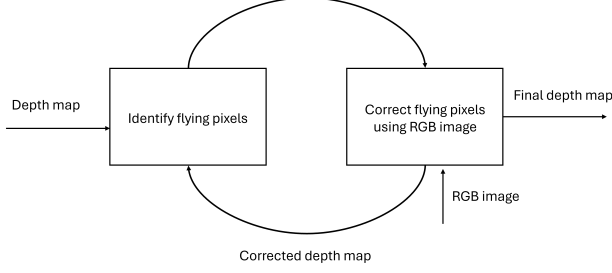 Depth map
Identify flying pixels
Correct flying pixels
using RGB image
Final depth map
RGB image
Corrected depth map